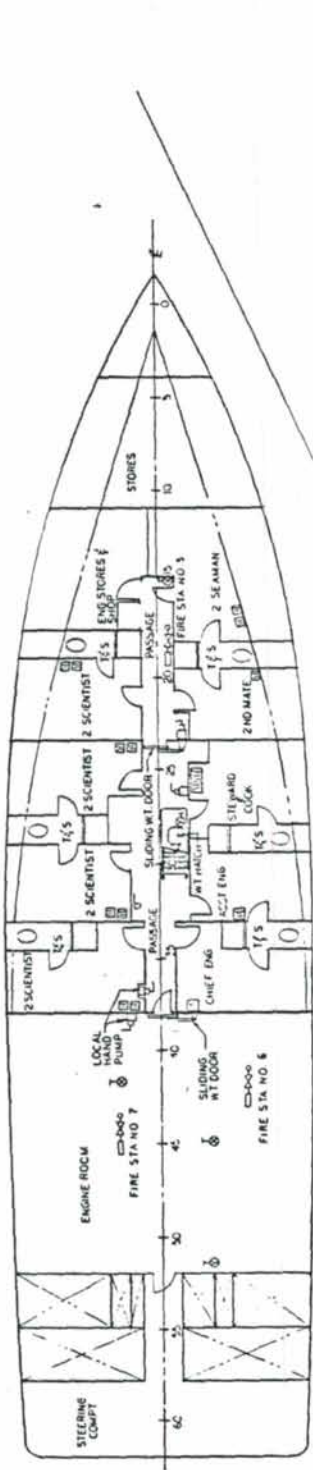 STEERING
COMPT
ENGINE ROOM
FIRE STA NO. 7
FIRE STA NO. 6
LOCAL
HAND
PUMP
SLIDING
WT DOOR
2 SCIENTIST
T&S
PASSAGE
CHIEF ENG
T&S
2 SCIENTIST
T&S
ASST ENG
WT HATCH
STEWARD
COOK
T&S
2 SCIENTIST
SLIDING WT DOOR
2 SCIENTIST
T&S
2ND MATE
T&S
2 SEAMAN
PASSAGE
FIRE STA NO. 5
ENG STORES &
SHOP
STORES
60
55
50
45
40
35
25
20
15
10
5
0